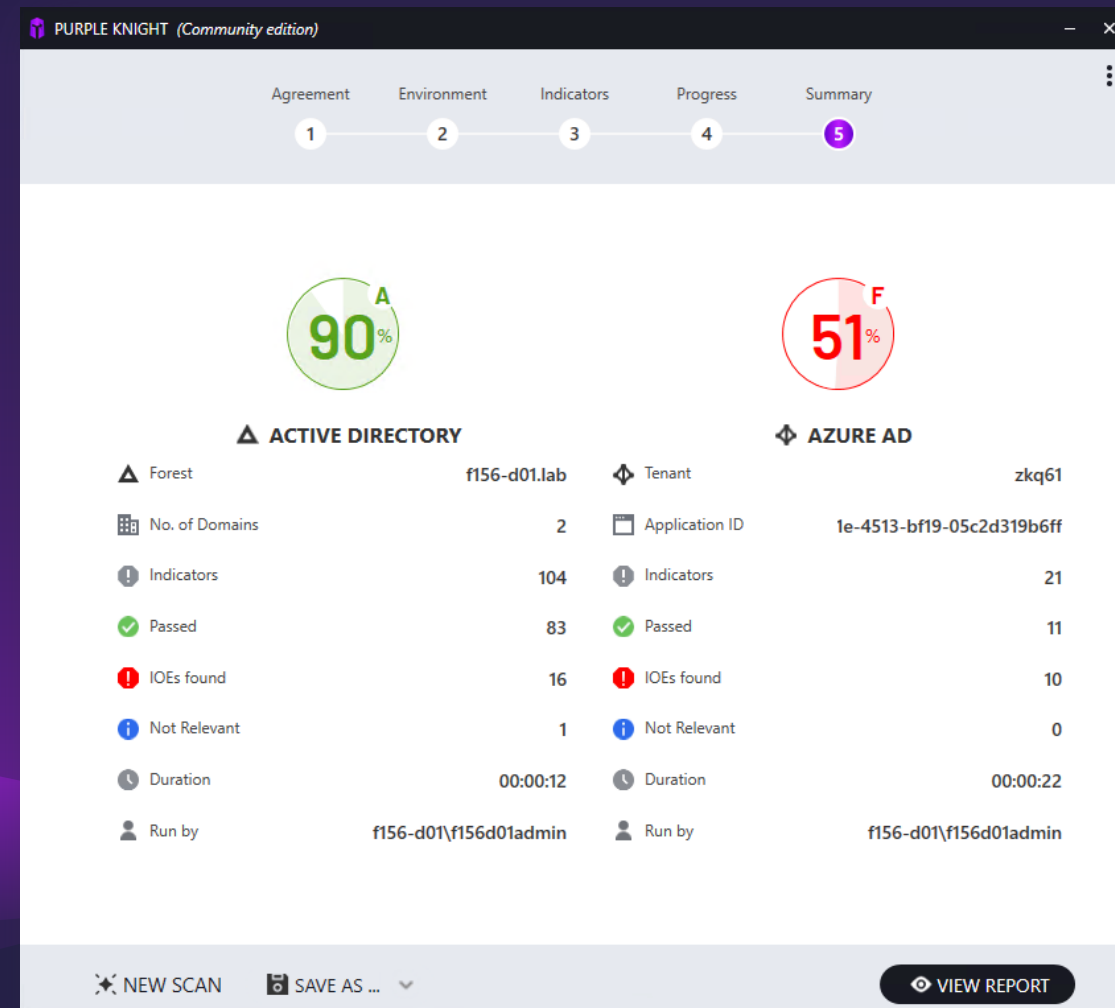 PURPLE KNIGHT (Community edition)
Agreement Environment Indicators Progress Summary
1 2 3 4 5
A
90%
ACTIVE DIRECTORY
Forest f156-d01.lab
No. of Domains 2
Indicators 104
Passed 83
IOEs found 16
Not Relevant 1
Duration 00:00:12
Run by f156-d01\f156d01admin
F
51%
AZURE AD
Tenant zkq61
Application ID 1e-4513-bf19-05c2d319b6ff
Indicators 21
Passed 11
IOEs found 10
Not Relevant 0
Duration 00:00:22
Run by f156-d01\f156d01admin
NEW SCAN SAVE AS ... VIEW REPORT